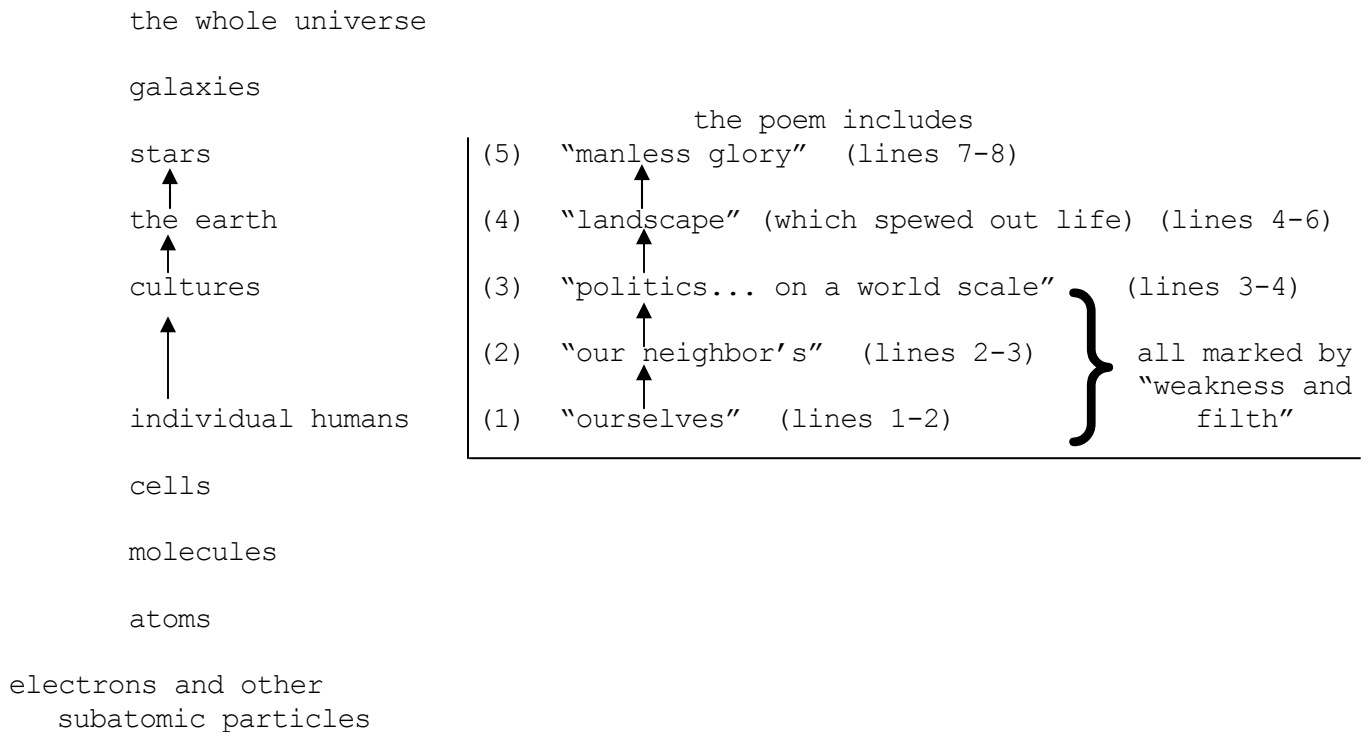 the whole universe
galaxies
the poem includes
stars (5) “manless glory” (lines 7-8)
the earth (4) “landscape” (which spewed out life) (lines 4-6)
cultures (3) “politics... on a world scale” (lines 3-4)
(2) “our neighbor’s” (lines 2-3) all marked by
“weakness and
individual humans (1) “ourselves” (lines 1-2) filth”
cells
molecules
atoms
electrons and other
subatomic particles